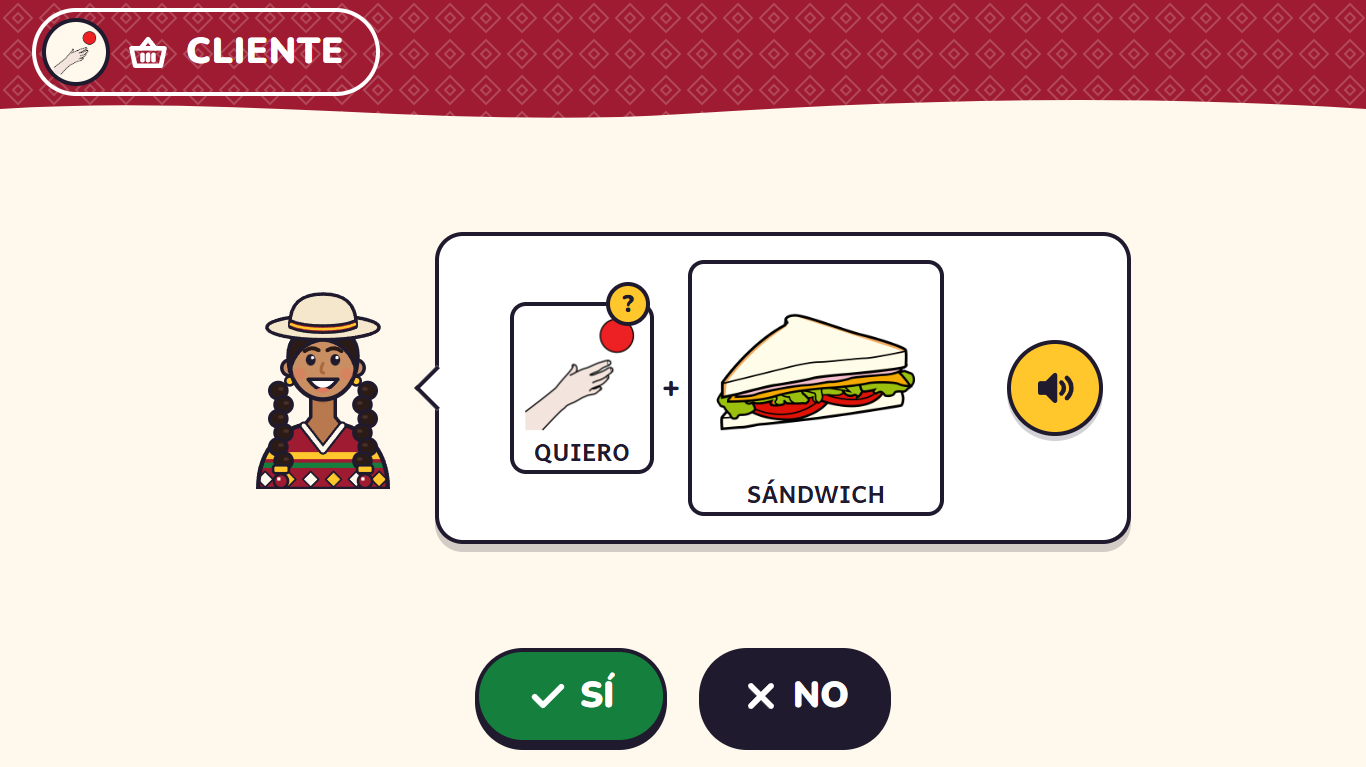 CLIENTE
?
QUIERO
+
SÁNDWICH
SÍ
NO